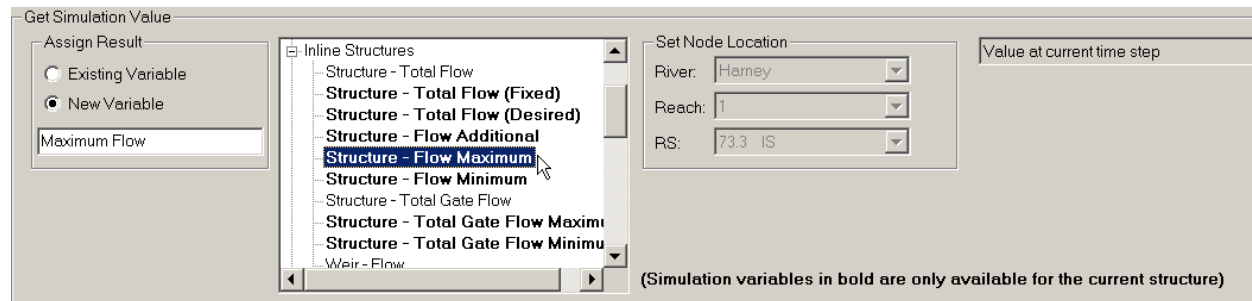 Get Simulation Value
Assign Result
Existing Variable
New Variable
Maximum Flow
Inline Structures
Structure - Total Flow
Structure - Total Flow (Fixed)
Structure - Total Flow (Desired)
Structure - Flow Additional
Structure - Flow Maximum
Structure - Flow Minimum
Structure - Total Gate Flow
Structure - Total Gate Flow Maximu
Structure - Total Gate Flow Minimu
Weir - Flow
Set Node Location
River: Harney
Reach: 1
RS: 73.3 IS
Value at current time step
(Simulation variables in bold are only available for the current structure)